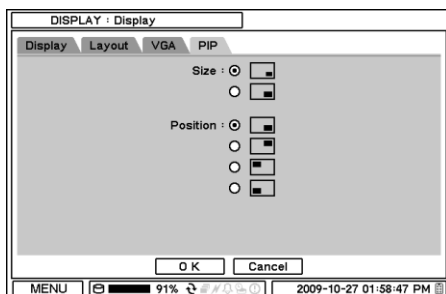 DISPLAY : Display
Display Layout VGA PIP
Size :
Position :
OK Cancel
MENU 91% 2009-10-27 01:58:47 PM